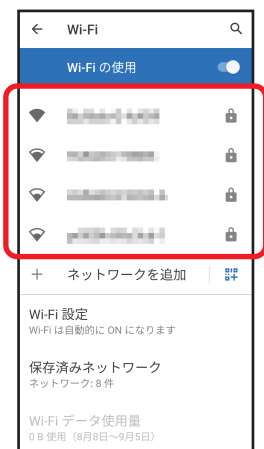 Wi-Fi
Wi-Fi の使用
ネットワークを追加
Wi-Fi 設定
Wi-Fi は自動的に ON になります
保存済みネットワーク
ネットワーク: 8 件
Wi-Fi データ使用量
0 B 使用（8月8日～9月5日）